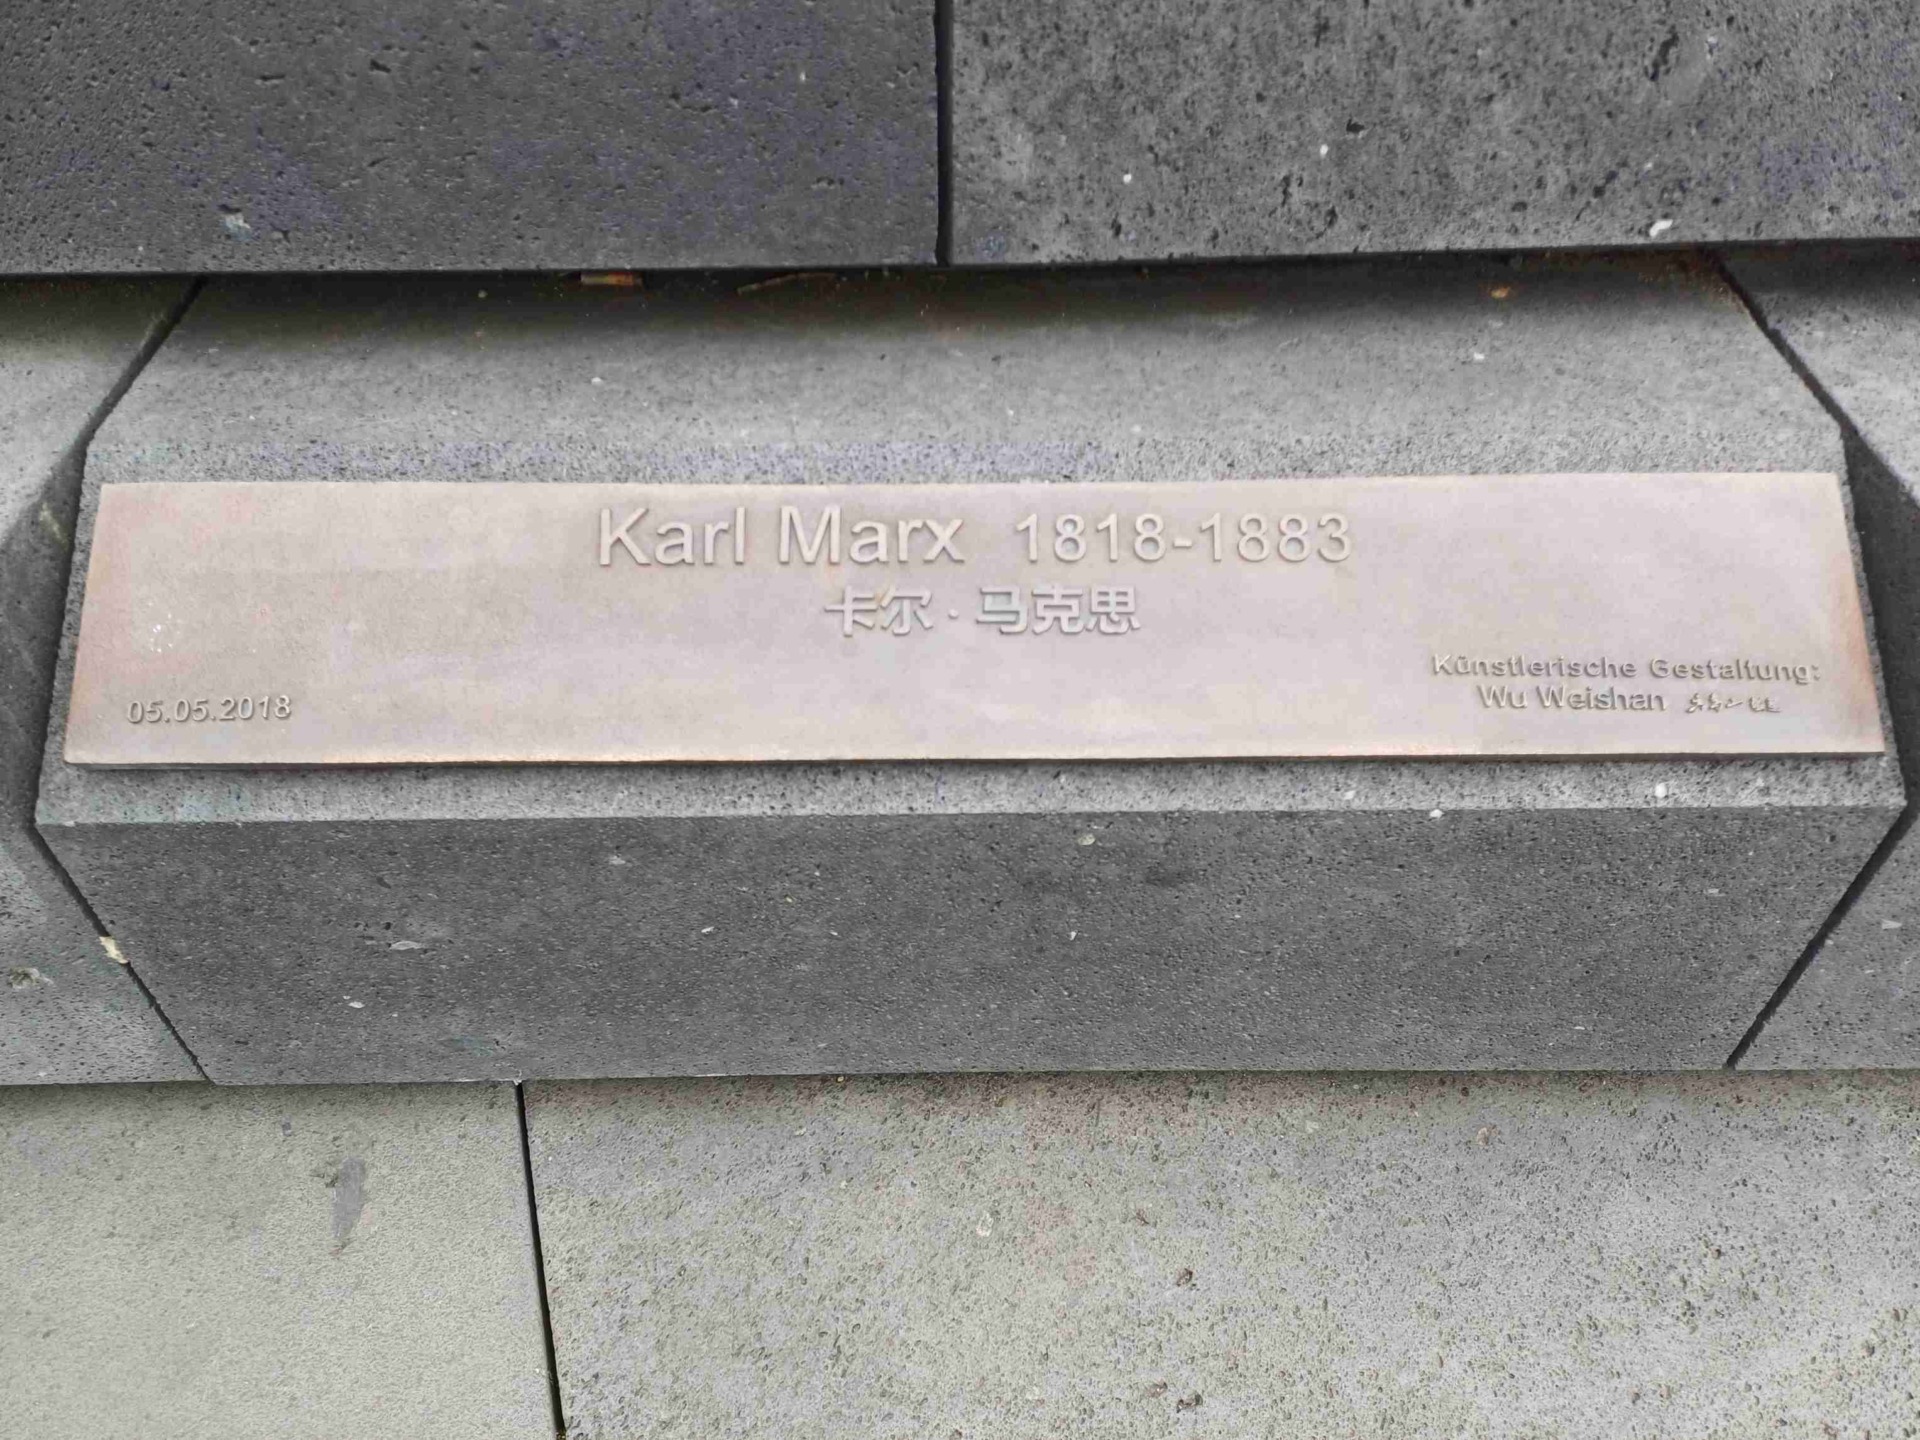 Karl Marx 1818-1883
卡尔·马克思
05.05.2018
Künstlerische Gestaltung:
Wu Weishan